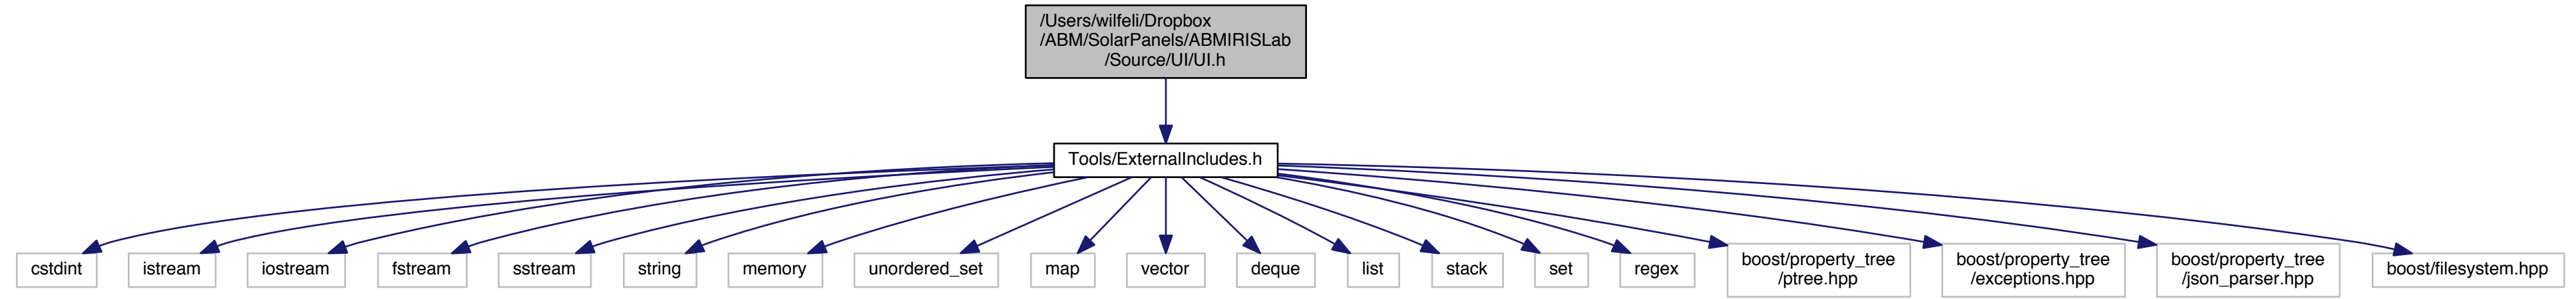 /Users/wilfeli/Dropbox
/ABM/SolarPanels/ABMIRISLab
/Source/UI/UI.h
Tools/ExternalIncludes.h
cstdint
istream
iostream
fstream
sstream
string
memory
unordered_set
map
vector
deque
list
stack
set
regex
boost/property_tree
/ptree.hpp
boost/property_tree
/exceptions.hpp
boost/property_tree
/json_parser.hpp
boost/filesystem.hpp